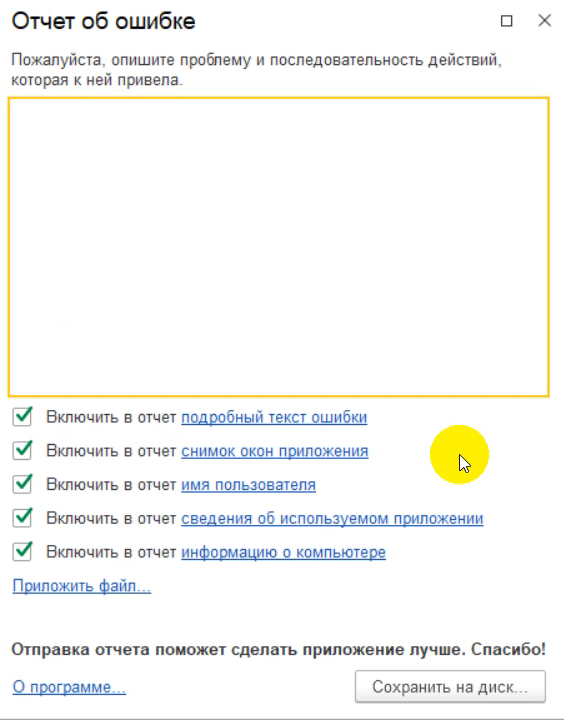 Отчет об ошибке
Пожалуйста, опишите проблему и последовательность действий,
которая к ней привела.
Включить в отчет подробный текст ошибки
Включить в отчет снимок окон приложения
Включить в отчет имя пользователя
Включить в отчет сведения об используемом приложении
Включить в отчет информацию о компьютере
Приложить файл...
Отправка отчета поможет сделать приложение лучше. Спасибо!
О программе...
Сохранить на диск...